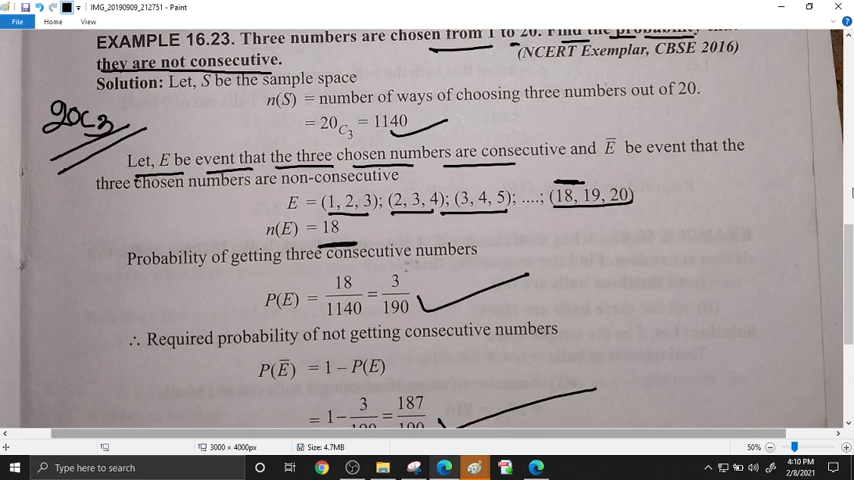 IMG_20190909_212751 - Paint
File
Home
View
EXAMPLE 16.23. Three numbers are chosen from 1 to 20. Find the probability that
they are not consecutive.
(NCERT Exemplar, CBSE 2016)
Solution: Let, S be the sample space
n(S) = number of ways of choosing three numbers out of 20.
20C3
= 20C3 = 1140
Let, E be event that the three chosen numbers are consecutive and E̅ be event that the
three chosen numbers are non-consecutive
E = (1, 2, 3); (2, 3, 4); (3, 4, 5); ....; (18, 19, 20)
n(E) = 18
Probability of getting three consecutive numbers
P(E) = 18/1140 = 3/190
∴ Required probability of not getting consecutive numbers
P(E̅) = 1 – P(E)
= 1 – 3/190 = 187/190
3000 × 4000px
Size: 4.7MB
50%
Type here to search
4:10 PM
2/8/2021